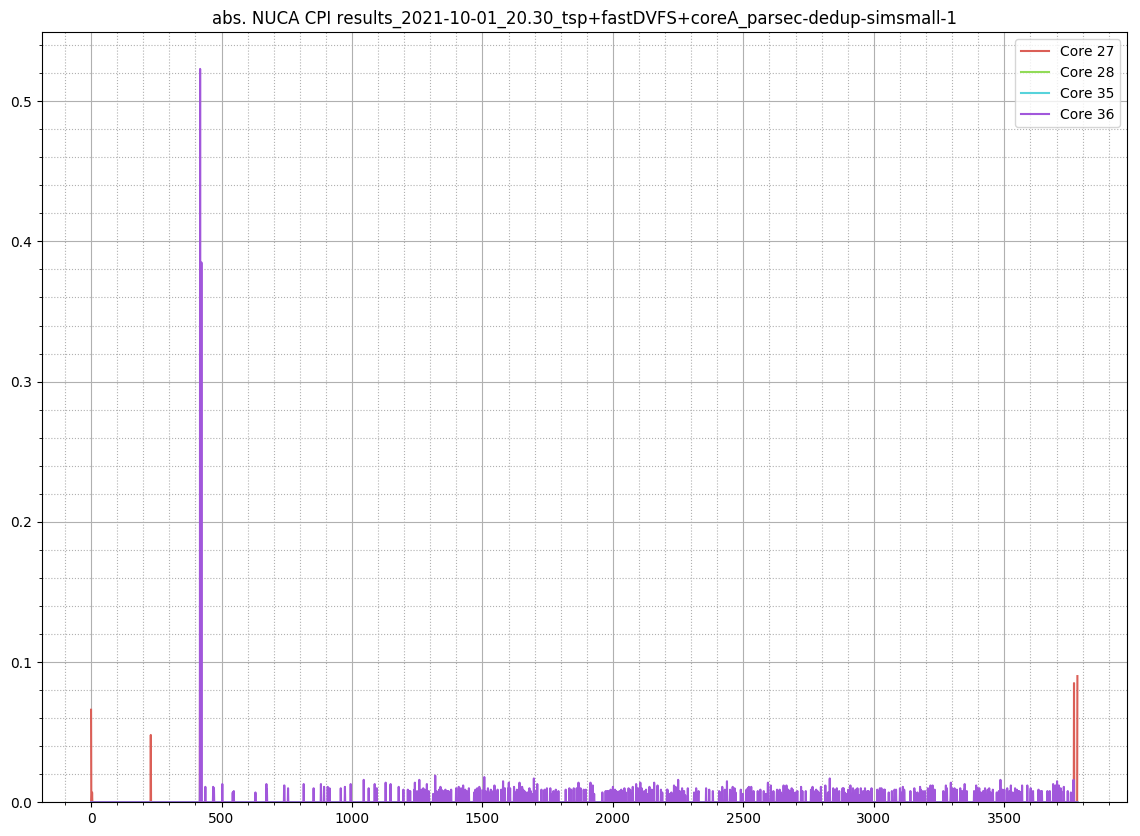 abs. NUCA CPI results_2021-10-01_20.30_tsp+fastDVFS+coreA_parsec-dedup-simsmall-1
Core 27
Core 28
Core 35
Core 36
0.5
0.4
0.3
0.2
0.1
0.0
0 500 1000 1500 2000 2500 3000 3500